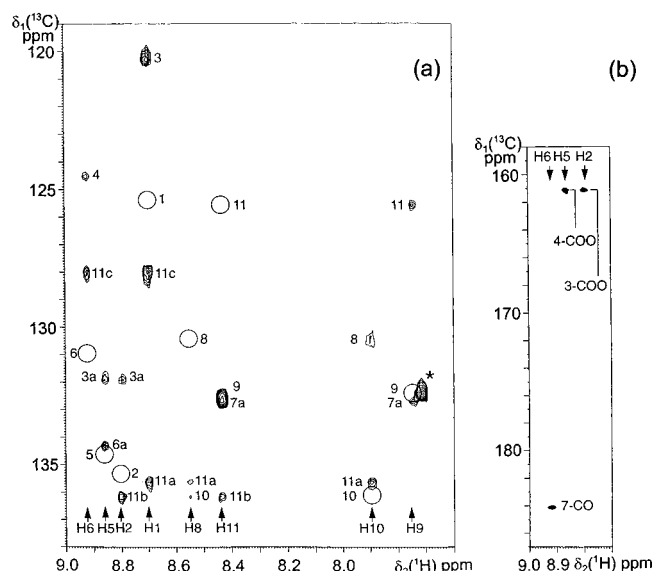 δ₁(¹³C)
ppm
120
3
(a)
(b)
δ₁(¹³C)
ppm
H6 H5 H2
125
4
1
11
11
160
4-COO
3-COO
11c
11c
130
6
8
8
170
3a
3a
9
7a
9
7a
*
135
6a
5
2
11a
11a
11a
180
11b
10
11b
10
7-CO
H6 H5 H2 H1 H8 H11 H10 H9
9.0 8.8 8.6 8.4 8.2 8.0
δ₂(¹H)
9.0 8.9 δ₂(¹H)